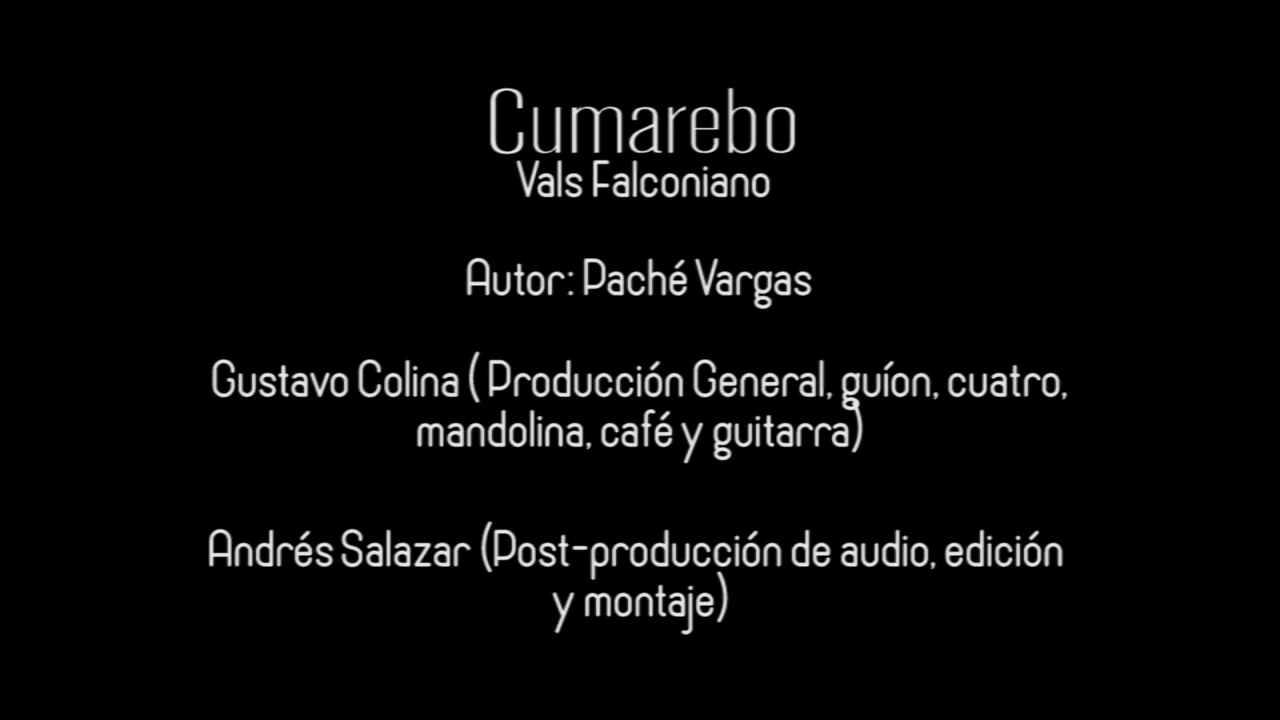 Cumarebo
Vals Falconiano
Autor: Paché Vargas
Gustavo Colina ( Producción General, guíon, cuatro,
mandolina, café y guitarra)
Andrés Salazar (Post-producción de audio, edición
y montaje)